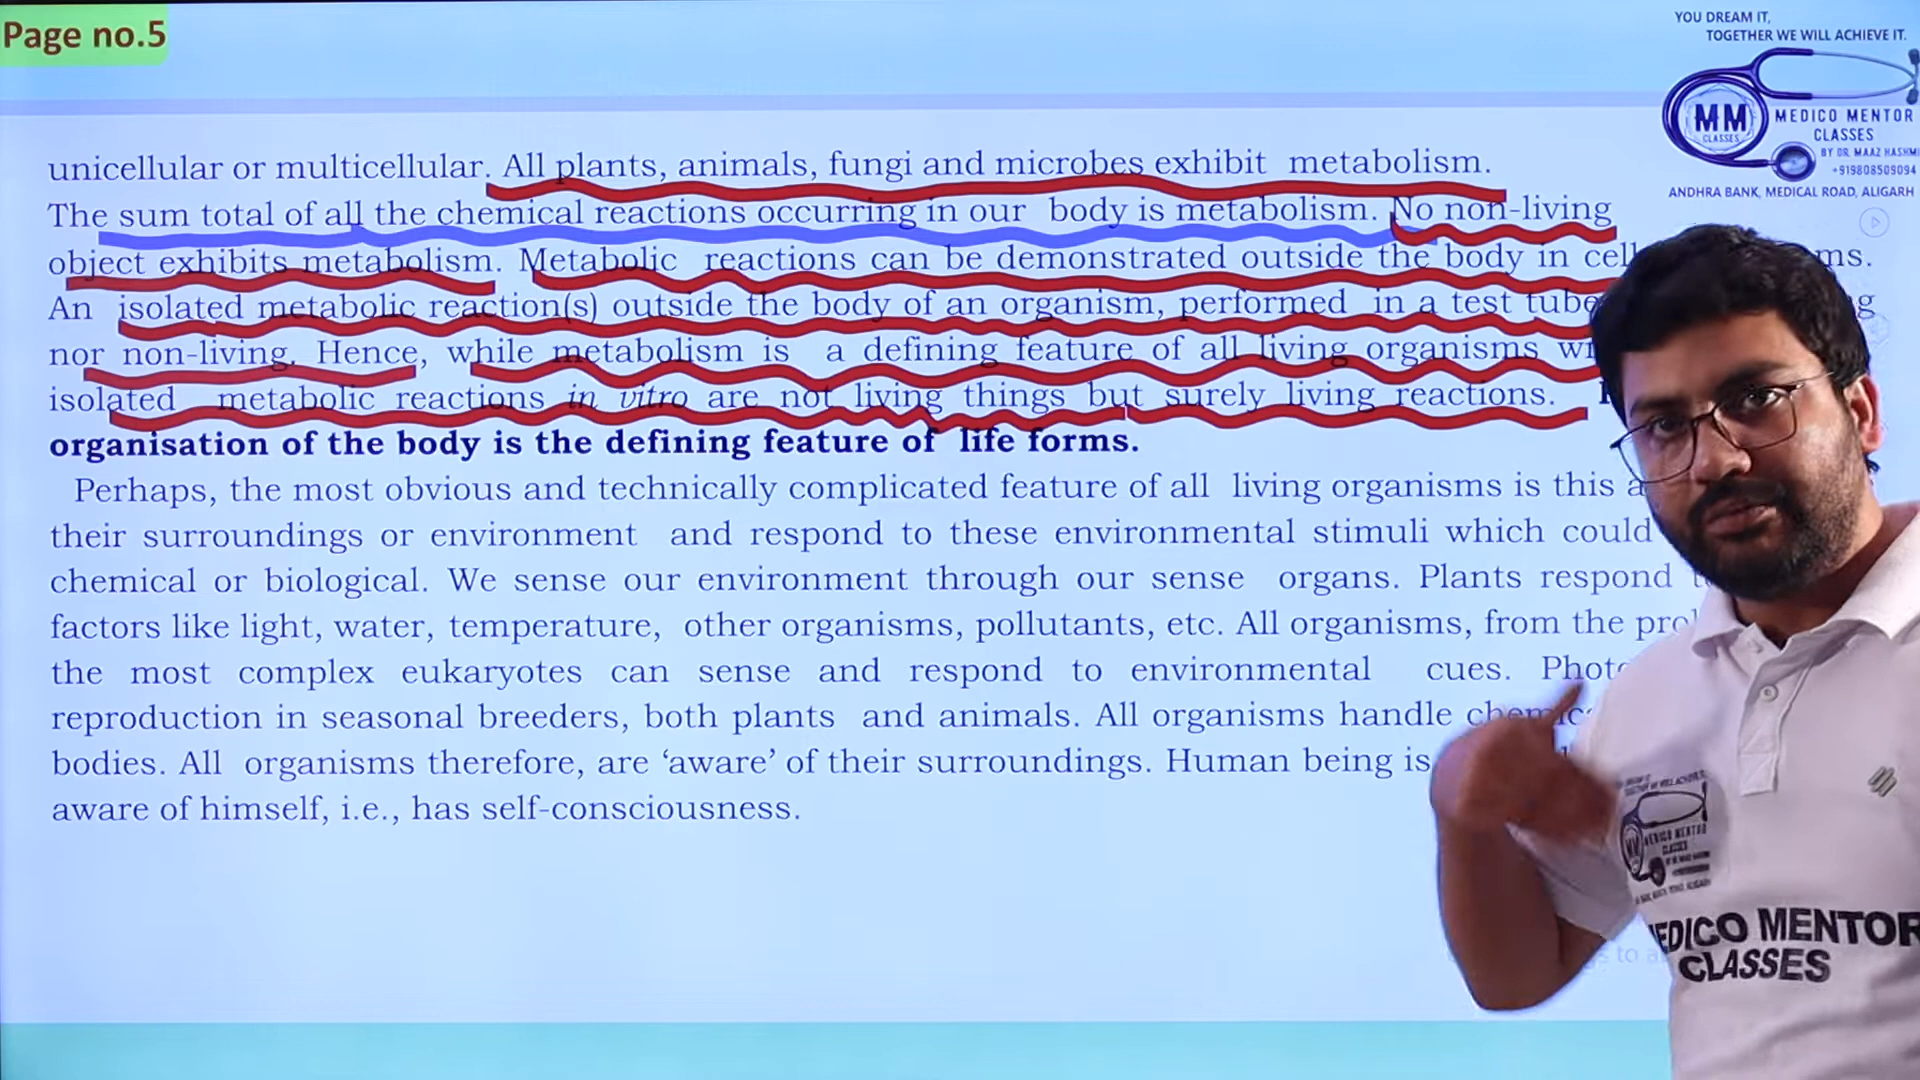 Page no.5
YOU DREAM IT,
TOGETHER WE WILL ACHIEVE IT.
MM
CLASSES
MEDICO MENTOR
CLASSES
BY DR. MAAZ HASHMI
+919808509094
ANDHRA BANK, MEDICAL ROAD, ALIGARH
unicellular or multicellular. All plants, animals, fungi and microbes exhibit metabolism.
The sum total of all the chemical reactions occurring in our body is metabolism. No non-living
object exhibits metabolism. Metabolic reactions can be demonstrated outside the body in cell
An isolated metabolic reaction(s) outside the body of an organism, performed in a test tube
nor non-living. Hence, while metabolism is a defining feature of all living organisms
isolated metabolic reactions in vitro are not living things but surely living reactions.
organisation of the body is the defining feature of life forms.
Perhaps, the most obvious and technically complicated feature of all living organisms is this
their surroundings or environment and respond to these environmental stimuli which could
chemical or biological. We sense our environment through our sense organs. Plants respond
factors like light, water, temperature, other organisms, pollutants, etc. All organisms, from the
the most complex eukaryotes can sense and respond to environmental cues.
reproduction in seasonal breeders, both plants and animals. All organisms handle
bodies. All organisms therefore, are ‘aware’ of their surroundings. Human being is
aware of himself, i.e., has self-consciousness.
MEDICO MENTOR
CLASSES